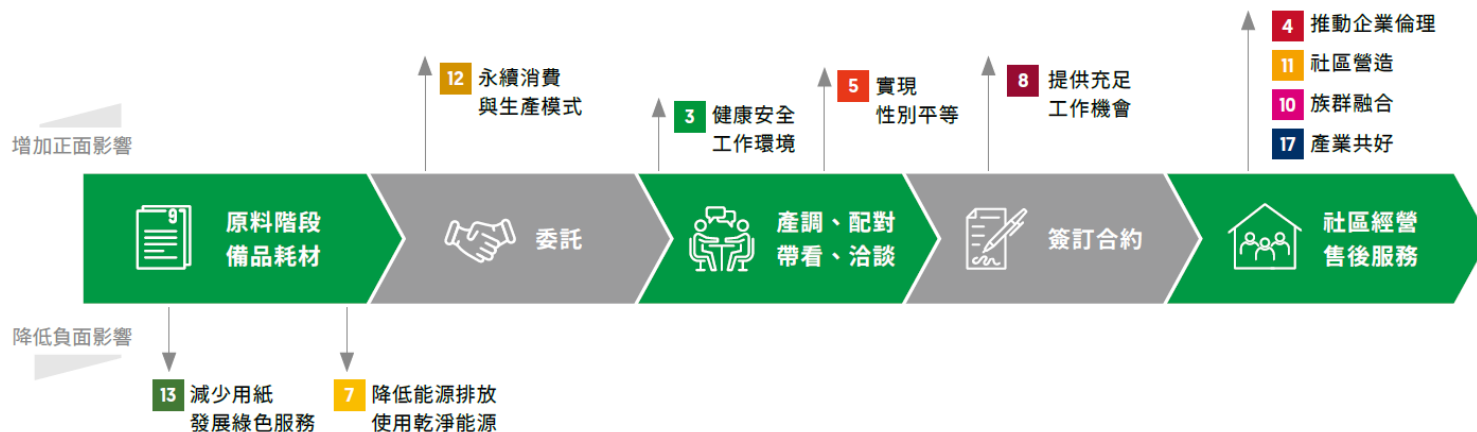 4 推動企業倫理
11 社區營造
10 族群融合
17 產業共好
12 永續消費
與生產模式
3 健康安全
工作環境
5 實現
性別平等
8 提供充足
工作機會
增加正面影響
原料階段
備品耗材
委託
產調、配對
帶看、洽談
簽訂合約
社區經營
售後服務
降低負面影響
13 減少用紙
發展綠色服務
7 降低能源排放
使用乾淨能源